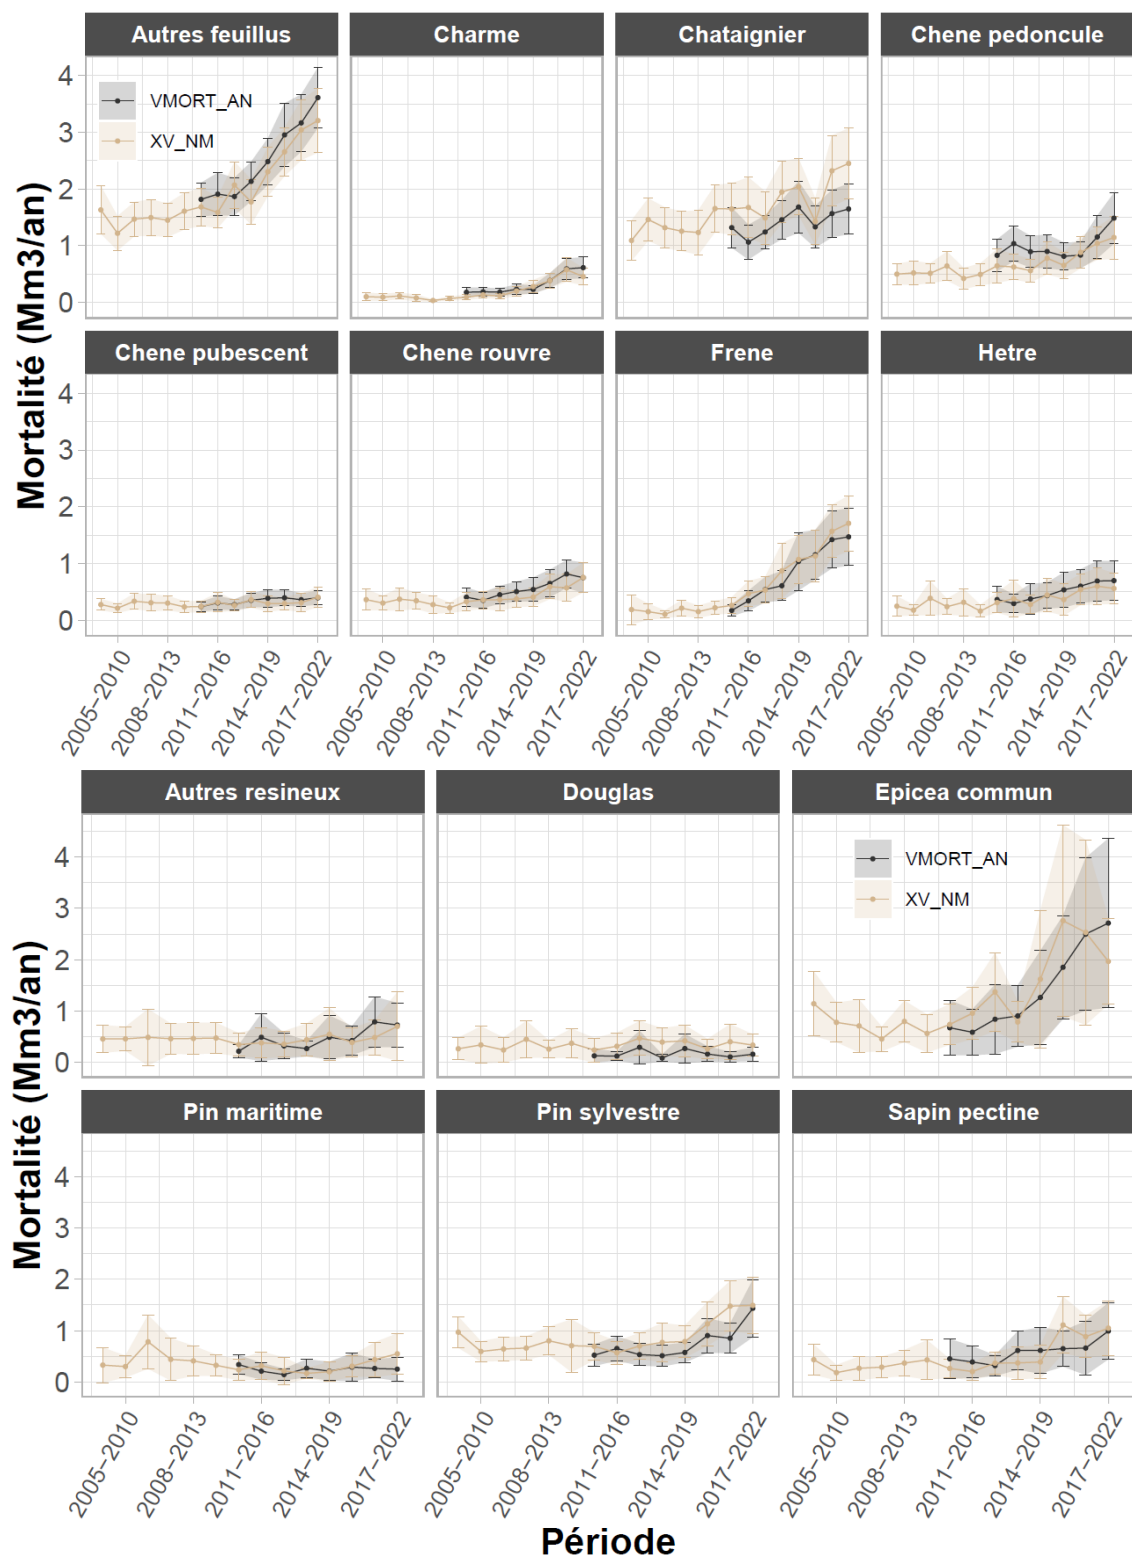 Autres feuillus Charme Chataignier Chene pedoncule
4
3
2
1
0
VMORT_AN
XV_NM
Chene pubescent Chene rouvre Frene Hetre
4
3
2
1
0
Mortalité (Mm3/an)
2005−2010 2008−2013 2011−2016 2014−2019 2017−2022 2005−2010 2008−2013 2011−2016 2014−2019 2017−2022 2005−2010 2008−2013 2011−2016 2014−2019 2017−2022 2005−2010 2008−2013 2011−2016 2014−2019 2017−2022
Autres resineux Douglas Epicea commun
4
3
2
1
0
VMORT_AN
XV_NM
Pin maritime Pin sylvestre Sapin pectine
4
3
2
1
0
Mortalité (Mm3/an)
2005−2010 2008−2013 2011−2016 2014−2019 2017−2022 2005−2010 2008−2013 2011−2016 2014−2019 2017−2022 2005−2010 2008−2013 2011−2016 2014−2019 2017−2022
Période